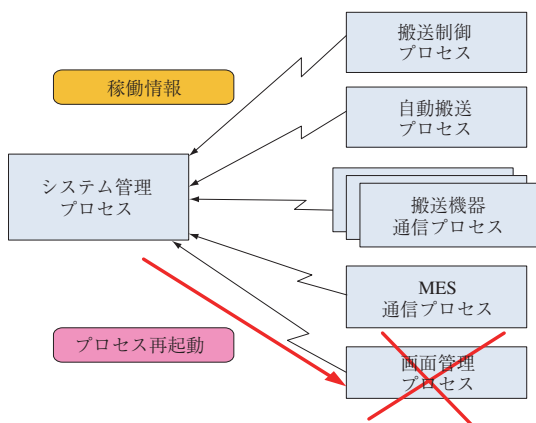 搬送制御
プロセス
稼働情報
自動搬送
プロセス
システム管理
プロセス
搬送機器
通信プロセス
MES
通信プロセス
プロセス再起動
画面管理
プロセス